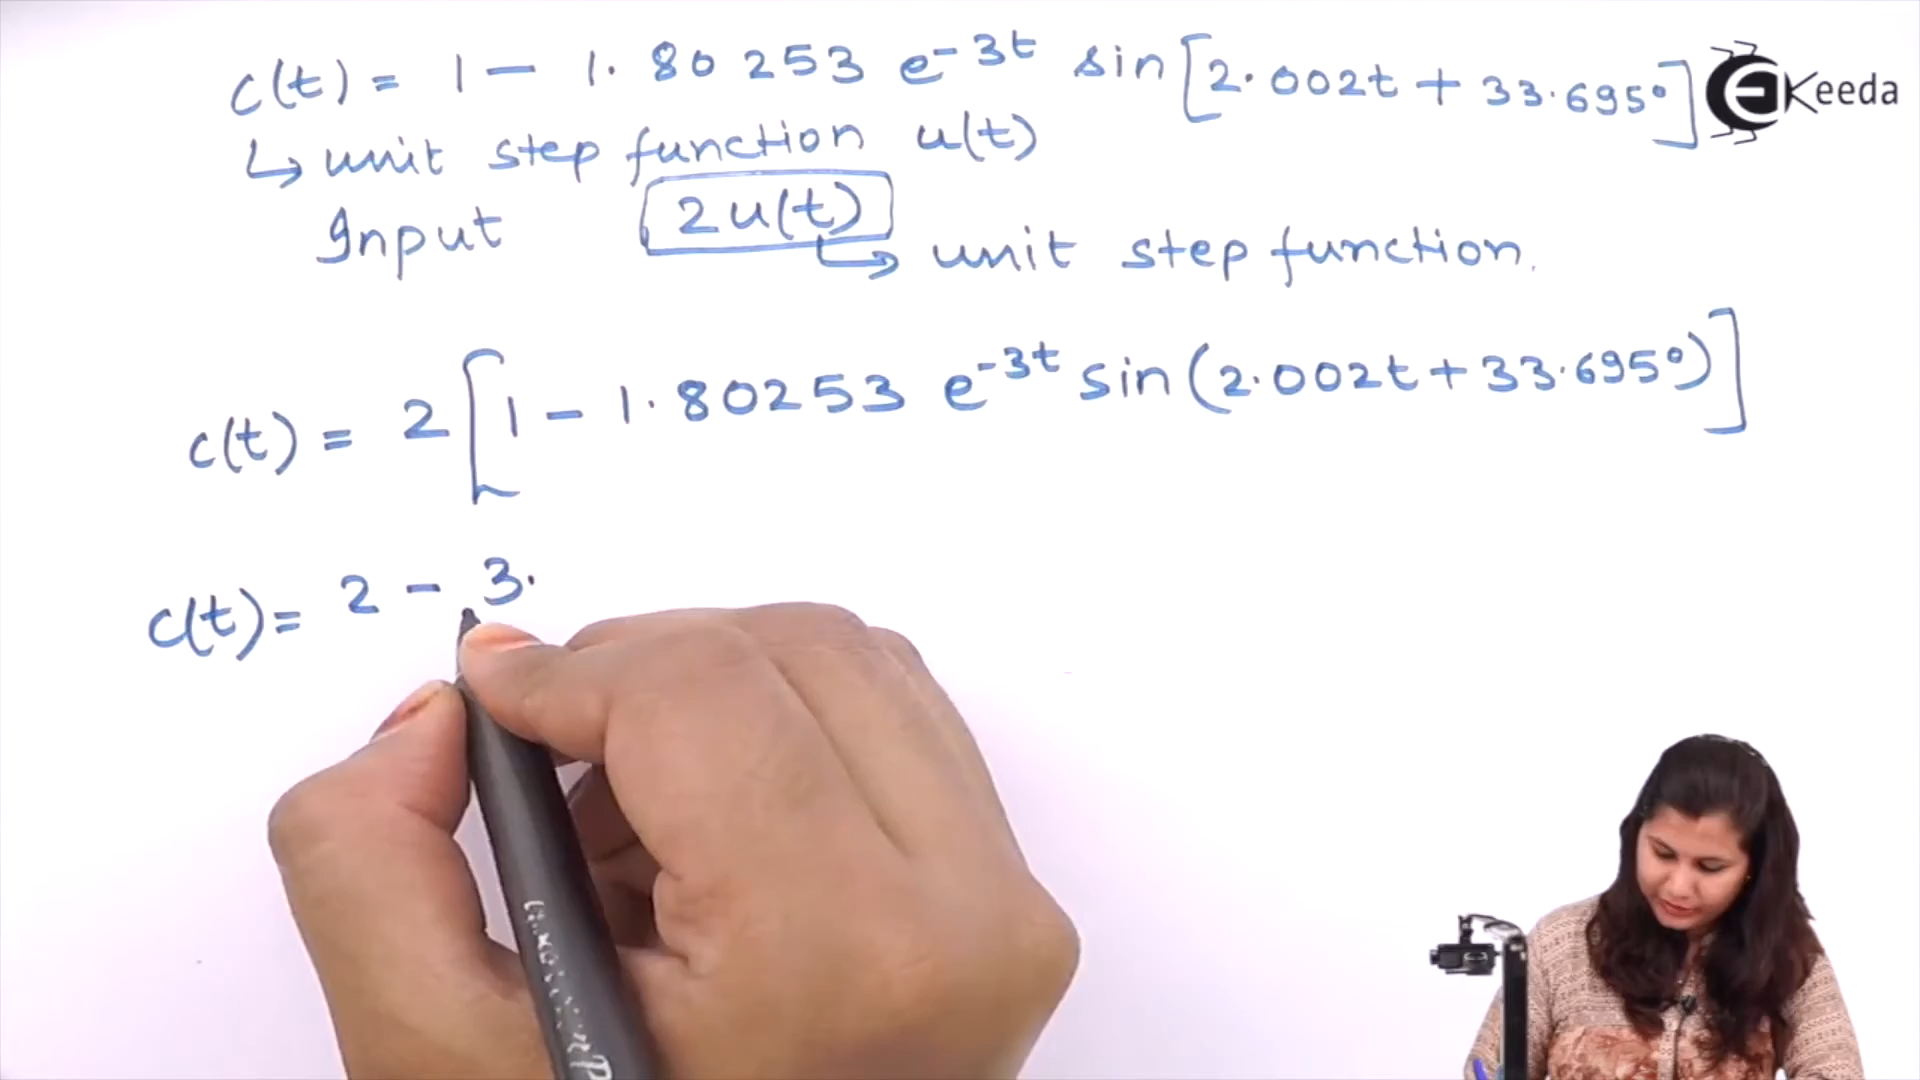 c(t) = 1 - 1.80253 e^-3t sin[2.002t + 33.695°]
Keeda
↳ unit step function u(t)
Input 2u(t) ↳ unit step function.
c(t) = 2[1 - 1.80253 e^-3t sin(2.002t + 33.695°)]
c(t) = 2 - 3.